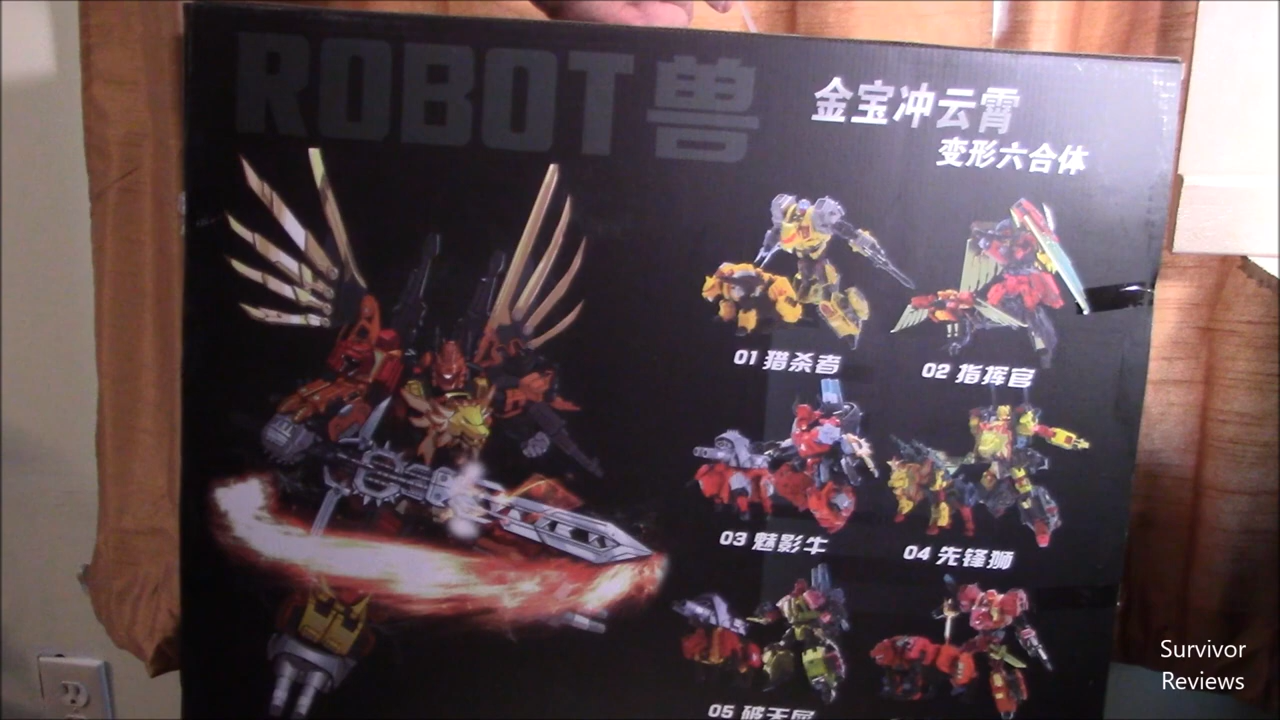 ROBOT兽
金宝冲云霄
变形六合体
01 猎杀者
02 指挥官
03 魅影牛
04 先锋狮
05
Survivor
Reviews